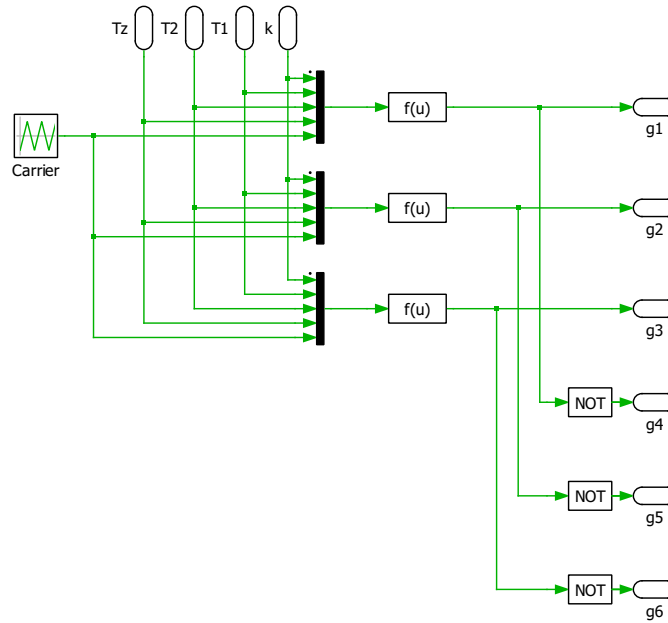 Tz T2 T1 k
f(u) g1
Carrier
f(u) g2
f(u) g3
NOT g4
NOT g5
NOT g6